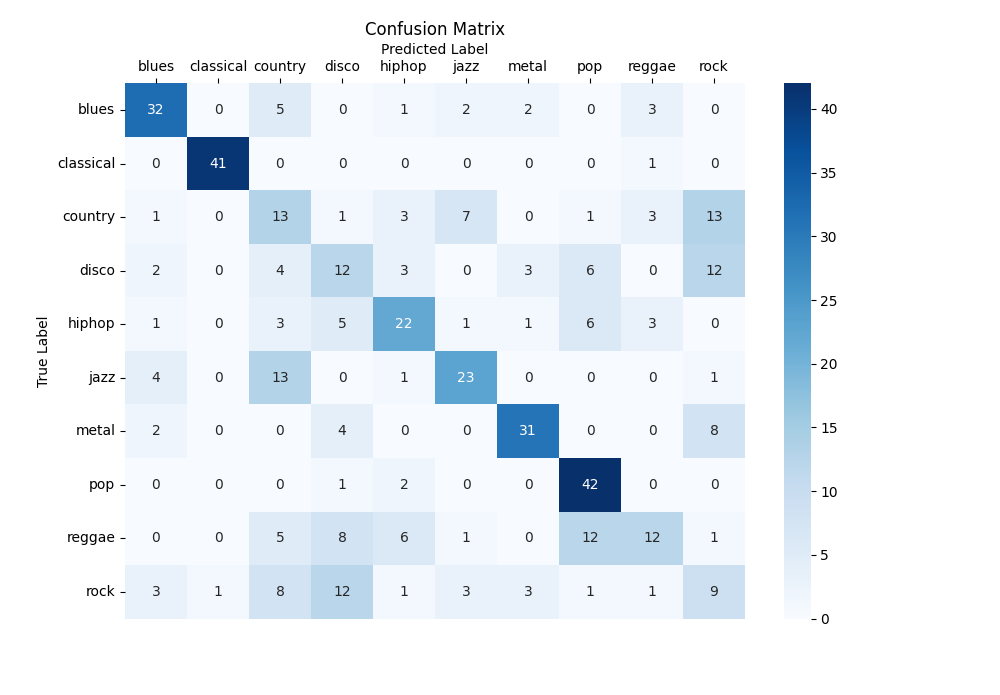 Confusion Matrix
Predicted Label
blues classical country disco hiphop jazz metal pop reggae rock
blues 32 0 5 0 1 2 2 0 3 0
classical 0 41 0 0 0 0 0 0 1 0
country 1 0 13 1 3 7 0 1 3 13
disco 2 0 4 12 3 0 3 6 0 12
hiphop 1 0 3 5 22 1 1 6 3 0
jazz 4 0 13 0 1 23 0 0 0 1
metal 2 0 0 4 0 0 31 0 0 8
pop 0 0 0 1 2 0 0 42 0 0
reggae 0 0 5 8 6 1 0 12 12 1
rock 3 1 8 12 1 3 3 1 1 9
True Label
40
35
30
25
20
15
10
5
0